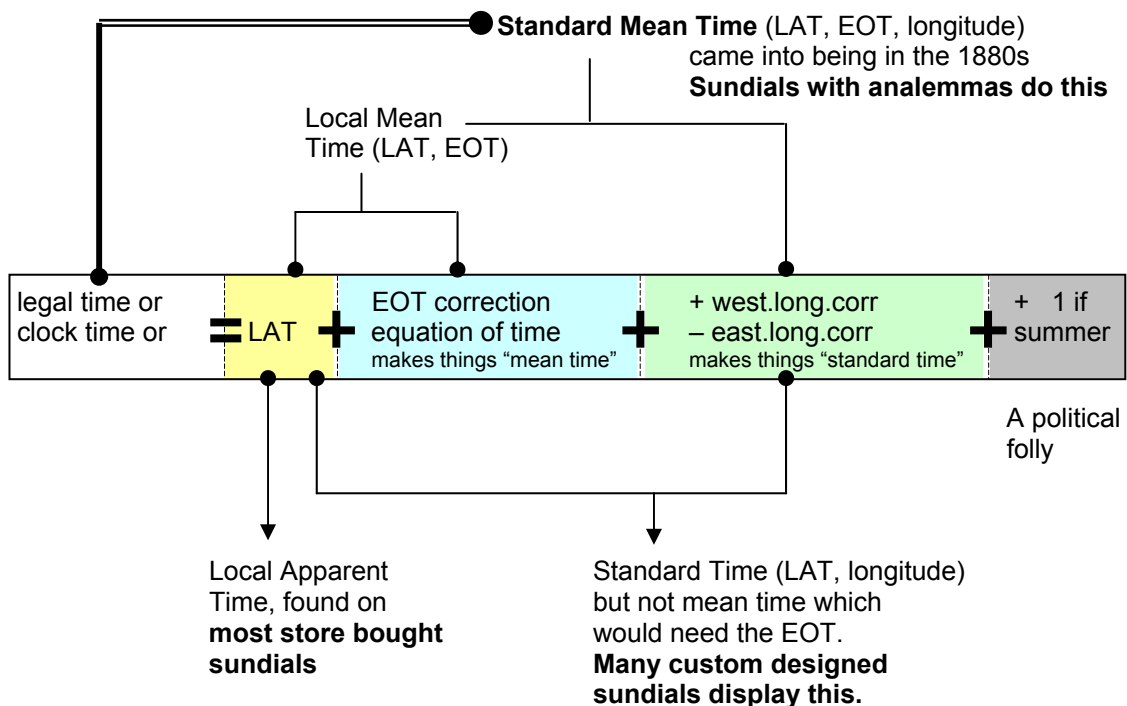 Standard Mean Time (LAT, EOT, longitude)
came into being in the 1880s
Sundials with analemmas do this
Local Mean
Time (LAT, EOT)
legal time or
clock time or
= LAT +
EOT correction
equation of time
makes things “mean time”
+
+ west.long.corr
– east.long.corr
makes things “standard time”
+
+ 1 if
summer
A political
folly
Local Apparent
Time, found on
most store bought
sundials
Standard Time (LAT, longitude)
but not mean time which
would need the EOT.
Many custom designed
sundials display this.